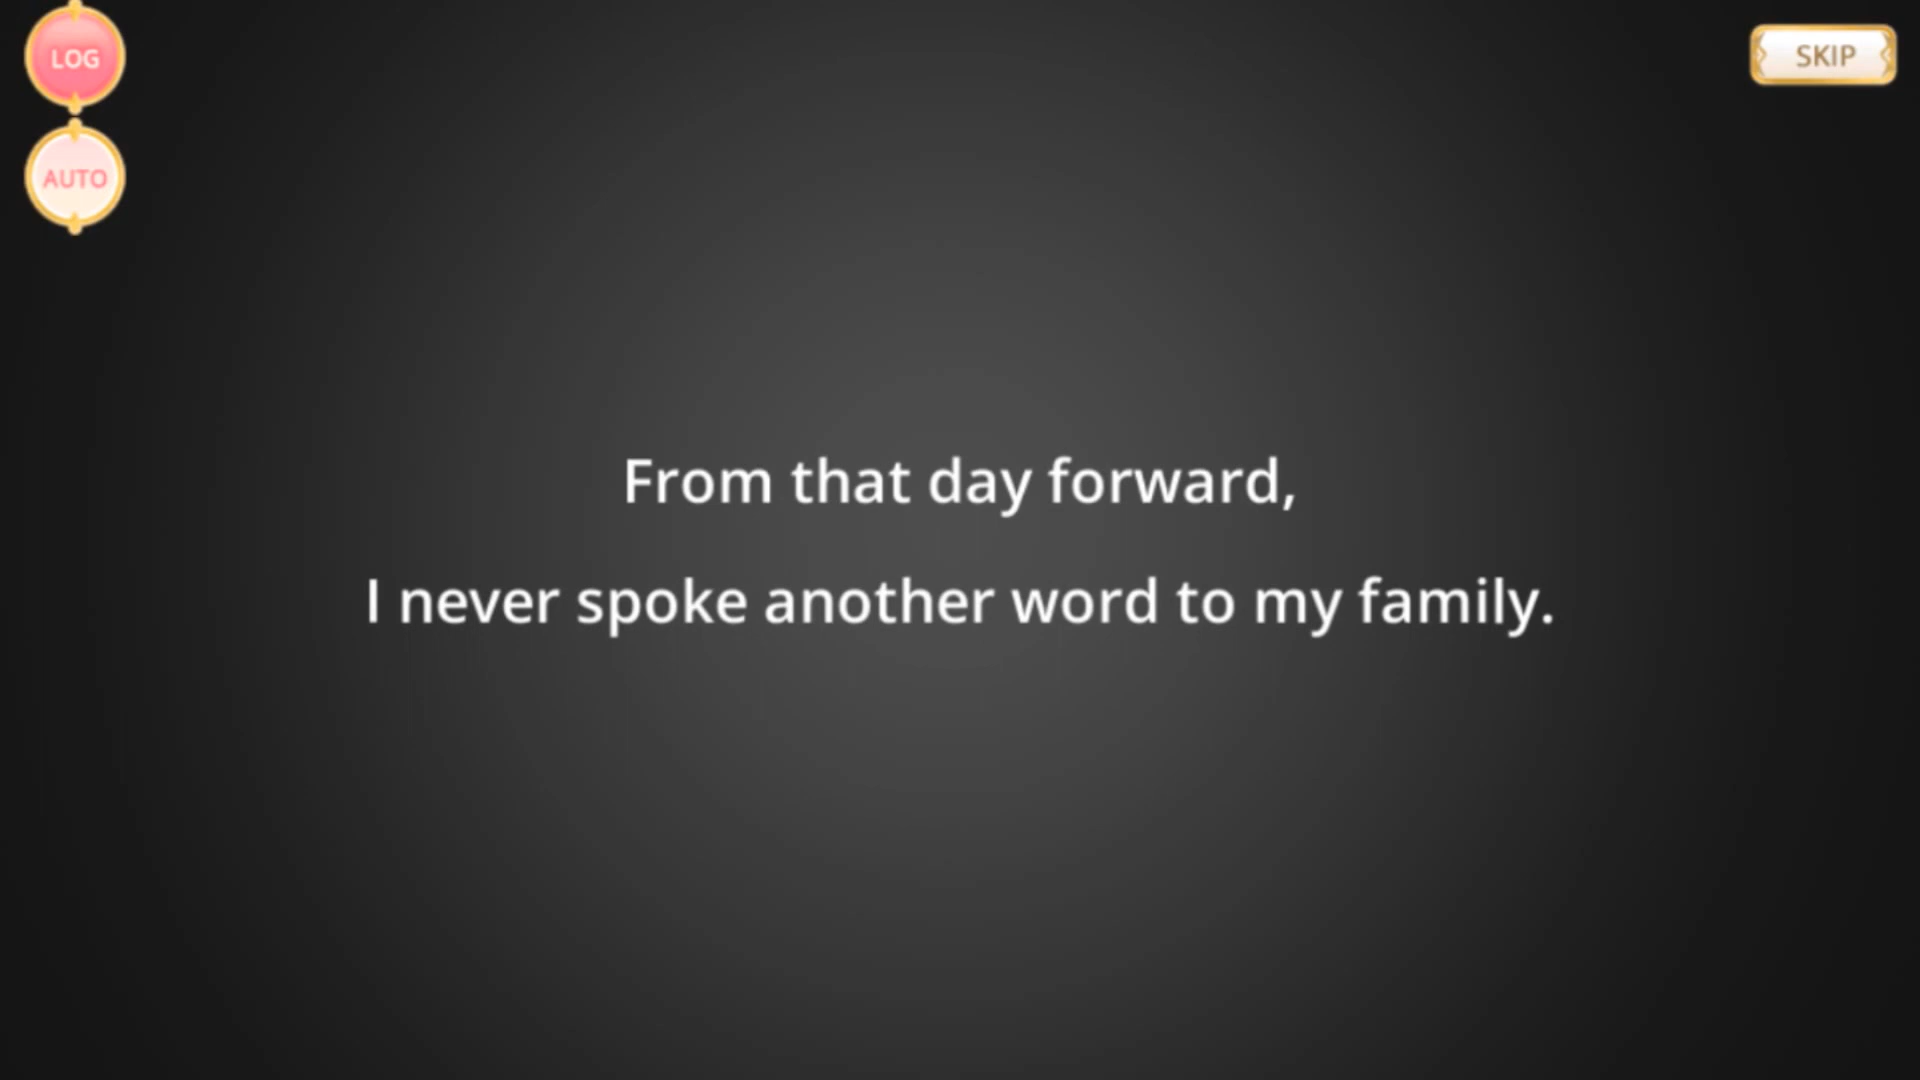 LOG
SKIP
AUTO
From that day forward,
I never spoke another word to my family.